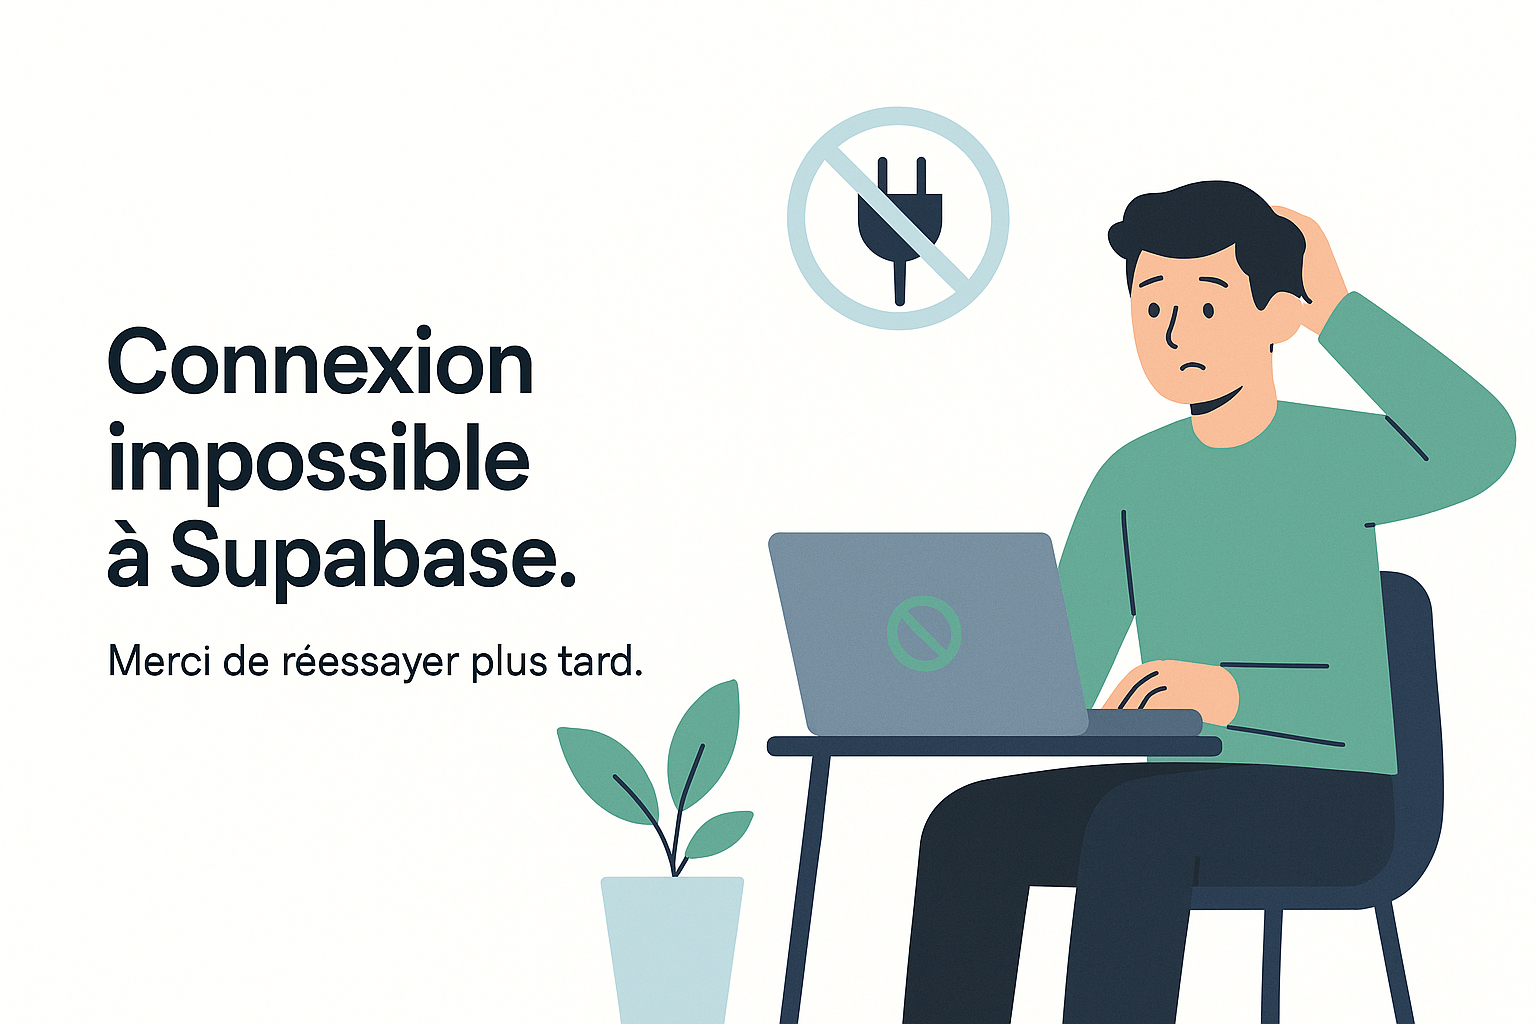 Connexion
impossible
à Supabase.
Merci de réessayer plus tard.